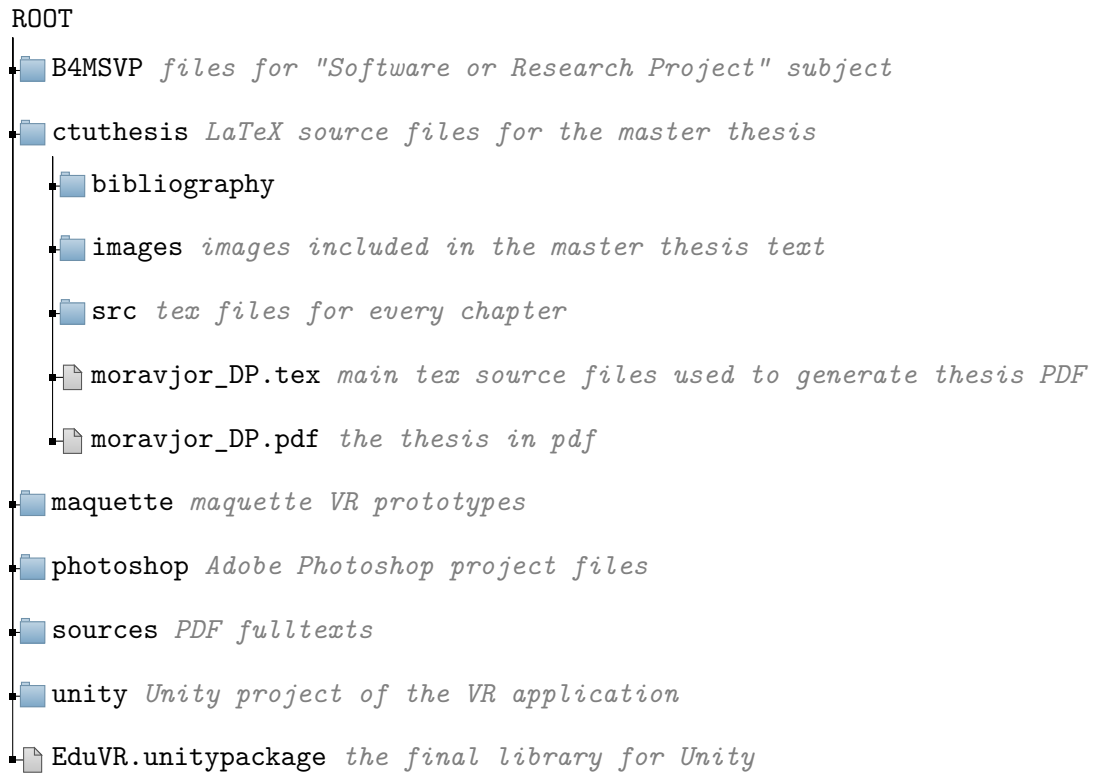 ROOT
B4MSVP files for "Software or Research Project" subject
ctuthesis LaTeX source files for the master thesis
bibliography
images images included in the master thesis text
src tex files for every chapter
moravjor_DP.tex main tex source files used to generate thesis PDF
moravjor_DP.pdf the thesis in pdf
maquette maquette VR prototypes
photoshop Adobe Photoshop project files
sources PDF fulltexts
unity Unity project of the VR application
EduVR.unitypackage the final library for Unity